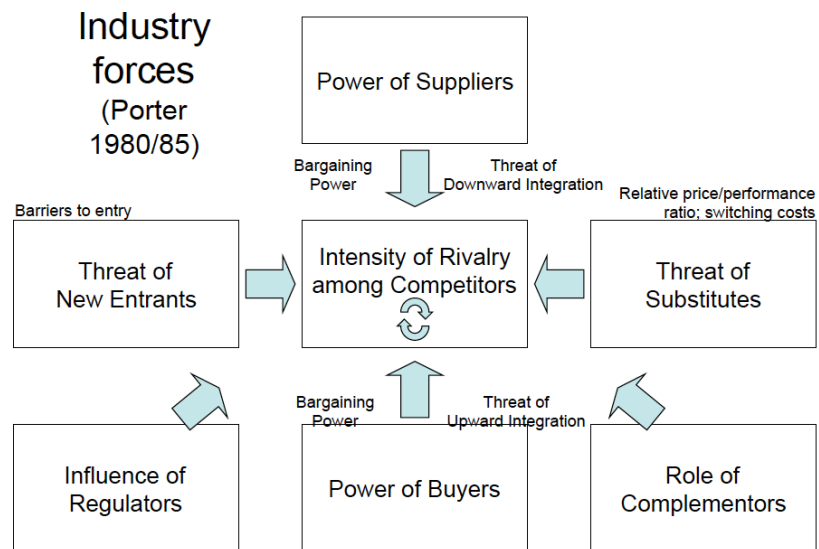 Industry
forces
(Porter
1980/85)
Power of Suppliers
Bargaining
Power
Threat of
Downward Integration
Barriers to entry
Relative price/performance
ratio; switching costs
Threat of
New Entrants
Intensity of Rivalry
among Competitors
Threat of
Substitutes
Bargaining
Power
Threat of
Upward Integration
Influence of
Regulators
Power of Buyers
Role of
Complementors